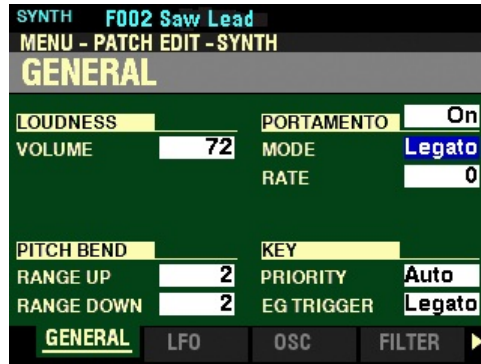 SYNTH F002 Saw Lead
MENU - PATCH EDIT - SYNTH
GENERAL
LOUDNESS
VOLUME 72
PORTAMENTO On
MODE Legato
RATE 0
PITCH BEND
RANGE UP 2
RANGE DOWN 2
KEY
PRIORITY Auto
EG TRIGGER Legato
GENERAL LFO OSC FILTER